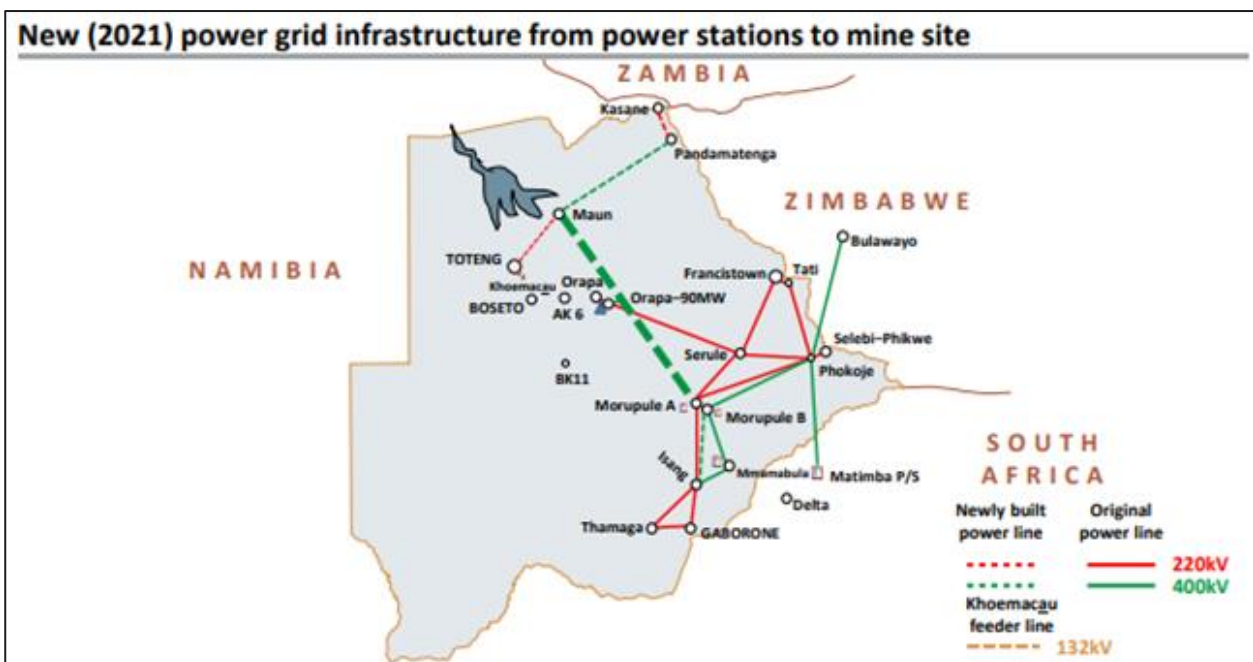 New (2021) power grid infrastructure from power stations to mine site
ZAMBIA
Kasane
Pandamatenga
ZIMBABWE
Maun
Bulawayo
NAMIBIA
TOTENG
Khoemacau
Francistown
Tati
Orapa
Orapa–90MW
BOSETO
AK 6
Serule
Selebi–Phikwe
Phokoje
BK11
Morupule A
Morupule B
Isang
Mmamabula
Matimba P/S
SOUTH
AFRICA
Delta
Thamaga
GABORONE
Newly built
power line
Original
power line
220kV
400kV
Khoemacau
feeder line
132kV